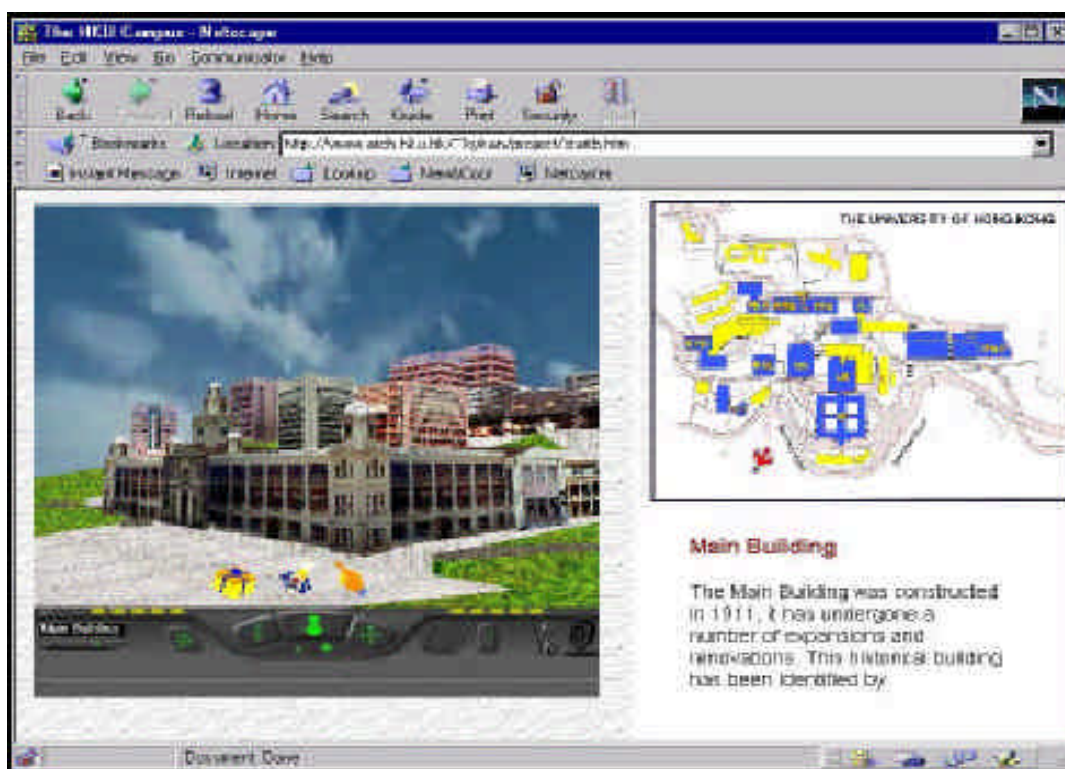 The HKU Campus - Netscape
File Edit View Go Communicator Help
Back Reload Home Search Guide Print Security
Bookmarks Location:
Instant Message Internet Lookup New&Cool Netcaster
THE UNIVERSITY OF HONG KONG
Main Building
Main Building
The Main Building was constructed
in 1911, it has undergone a
number of expansions and
renovations. This historical building
has been identified by
Document: Done